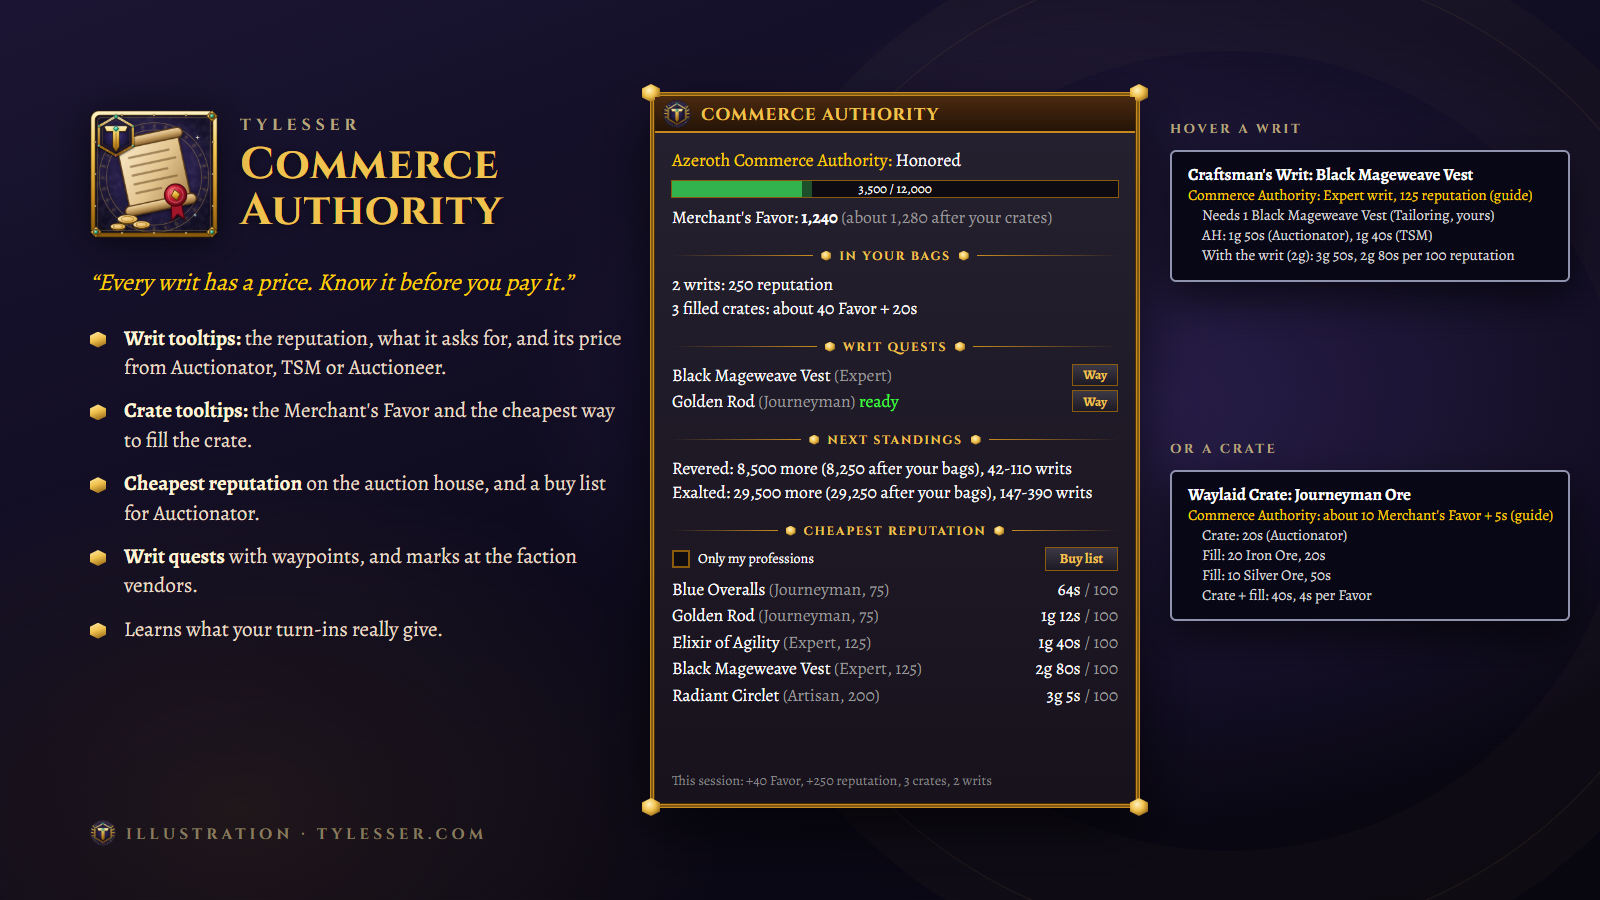 TYLESSER
COMMERCE
AUTHORITY
“Every writ has a price. Know it before you pay it.”
Writ tooltips: the reputation, what it asks for, and its price
from Auctionator, TSM or Auctioneer.
Crate tooltips: the Merchant's Favor and the cheapest way
to fill the crate.
Cheapest reputation on the auction house, and a buy list
for Auctionator.
Writ quests with waypoints, and marks at the faction
vendors.
Learns what your turn-ins really give.
ILLUSTRATION · TYLESSER.COM
COMMERCE AUTHORITY
Azeroth Commerce Authority: Honored
3,500 / 12,000
Merchant's Favor: 1,240 (about 1,280 after your crates)
IN YOUR BAGS
2 writs: 250 reputation
3 filled crates: about 40 Favor + 20s
WRIT QUESTS
Black Mageweave Vest (Expert) Way
Golden Rod (Journeyman) ready Way
NEXT STANDINGS
Revered: 8,500 more (8,250 after your bags), 42-110 writs
Exalted: 29,500 more (29,250 after your bags), 147-390 writs
CHEAPEST REPUTATION
Only my professions Buy list
Blue Overalls (Journeyman, 75) 64s / 100
Golden Rod (Journeyman, 75) 1g 12s / 100
Elixir of Agility (Expert, 125) 1g 40s / 100
Black Mageweave Vest (Expert, 125) 2g 80s / 100
Radiant Circlet (Artisan, 200) 3g 5s / 100
This session: +40 Favor, +250 reputation, 3 crates, 2 writs
HOVER A WRIT
Craftsman's Writ: Black Mageweave Vest
Commerce Authority: Expert writ, 125 reputation (guide)
Needs 1 Black Mageweave Vest (Tailoring, yours)
AH: 1g 50s (Auctionator), 1g 40s (TSM)
With the writ (2g): 3g 50s, 2g 80s per 100 reputation
OR A CRATE
Waylaid Crate: Journeyman Ore
Commerce Authority: about 10 Merchant's Favor + 5s (guide)
Crate: 20s (Auctionator)
Fill: 20 Iron Ore, 20s
Fill: 10 Silver Ore, 50s
Crate + fill: 40s, 4s per Favor